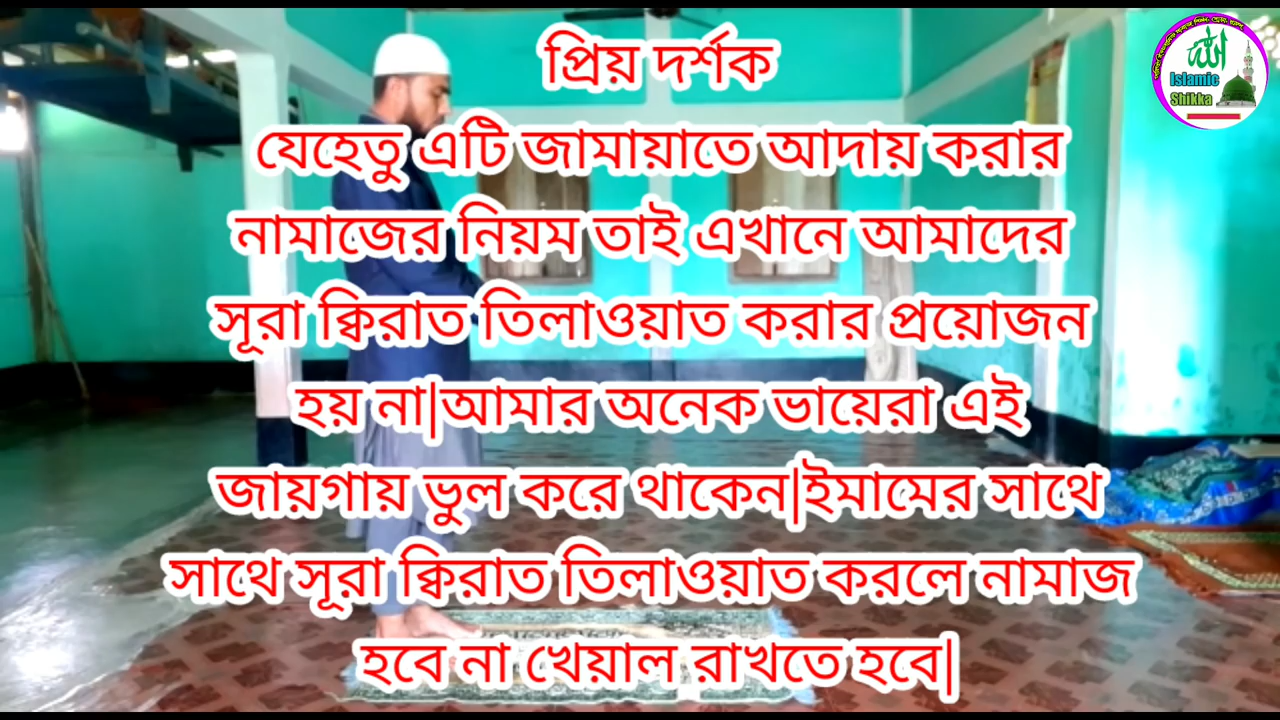 প্রিয় দর্শক
যেহেতু এটি জামায়াতে আদায় করার
নামাজের নিয়ম তাই এখানে আমাদের
সূরা ক্বিরাত তিলাওয়াত করার প্রয়োজন
হয় না|আমার অনেক ভায়েরা এই
জায়গায় ভুল করে থাকেন|ইমামের সাথে
সাথে সূরা ক্বিরাত তিলাওয়াত করলে নামাজ
হবে না খেয়াল রাখতে হবে|
الله
Islamic
Shikka